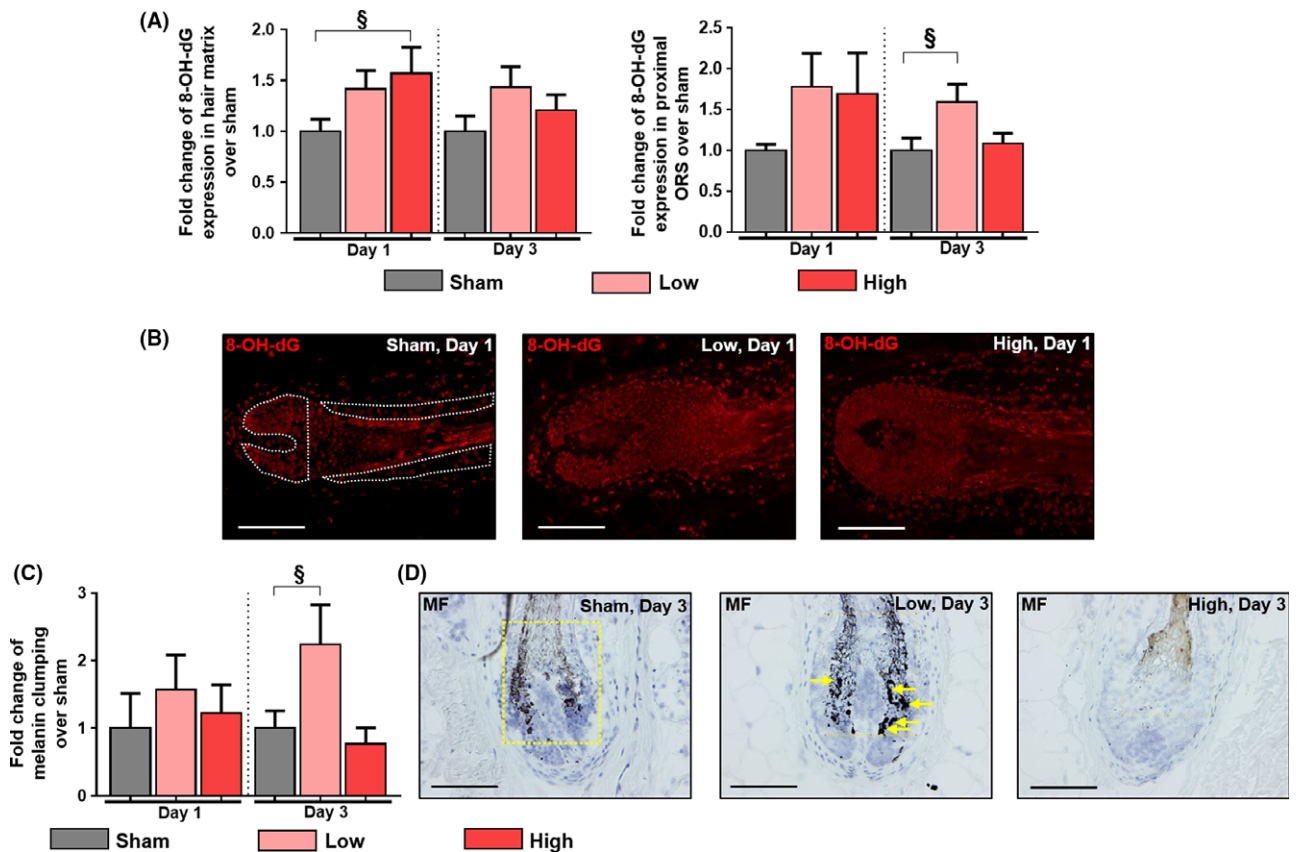 (A)
Fold change of 8-OH-dG
expression in hair matrix
over sham
2.0
1.5
1.0
0.5
0.0
§
Day 1
Day 3
Fold change of 8-OH-dG
expression in proximal
ORS over sham
2.5
2.0
1.5
1.0
0.5
0.0
§
Day 1
Day 3
Sham
Low
High
(B)
8-OH-dG
Sham, Day 1
8-OH-dG
Low, Day 1
8-OH-dG
High, Day 1
(C)
Fold change of
melanin clumping
over sham
3
2
1
0
§
Day 1
Day 3
Sham
Low
High
(D)
MF
Sham, Day 3
MF
Low, Day 3
MF
High, Day 3